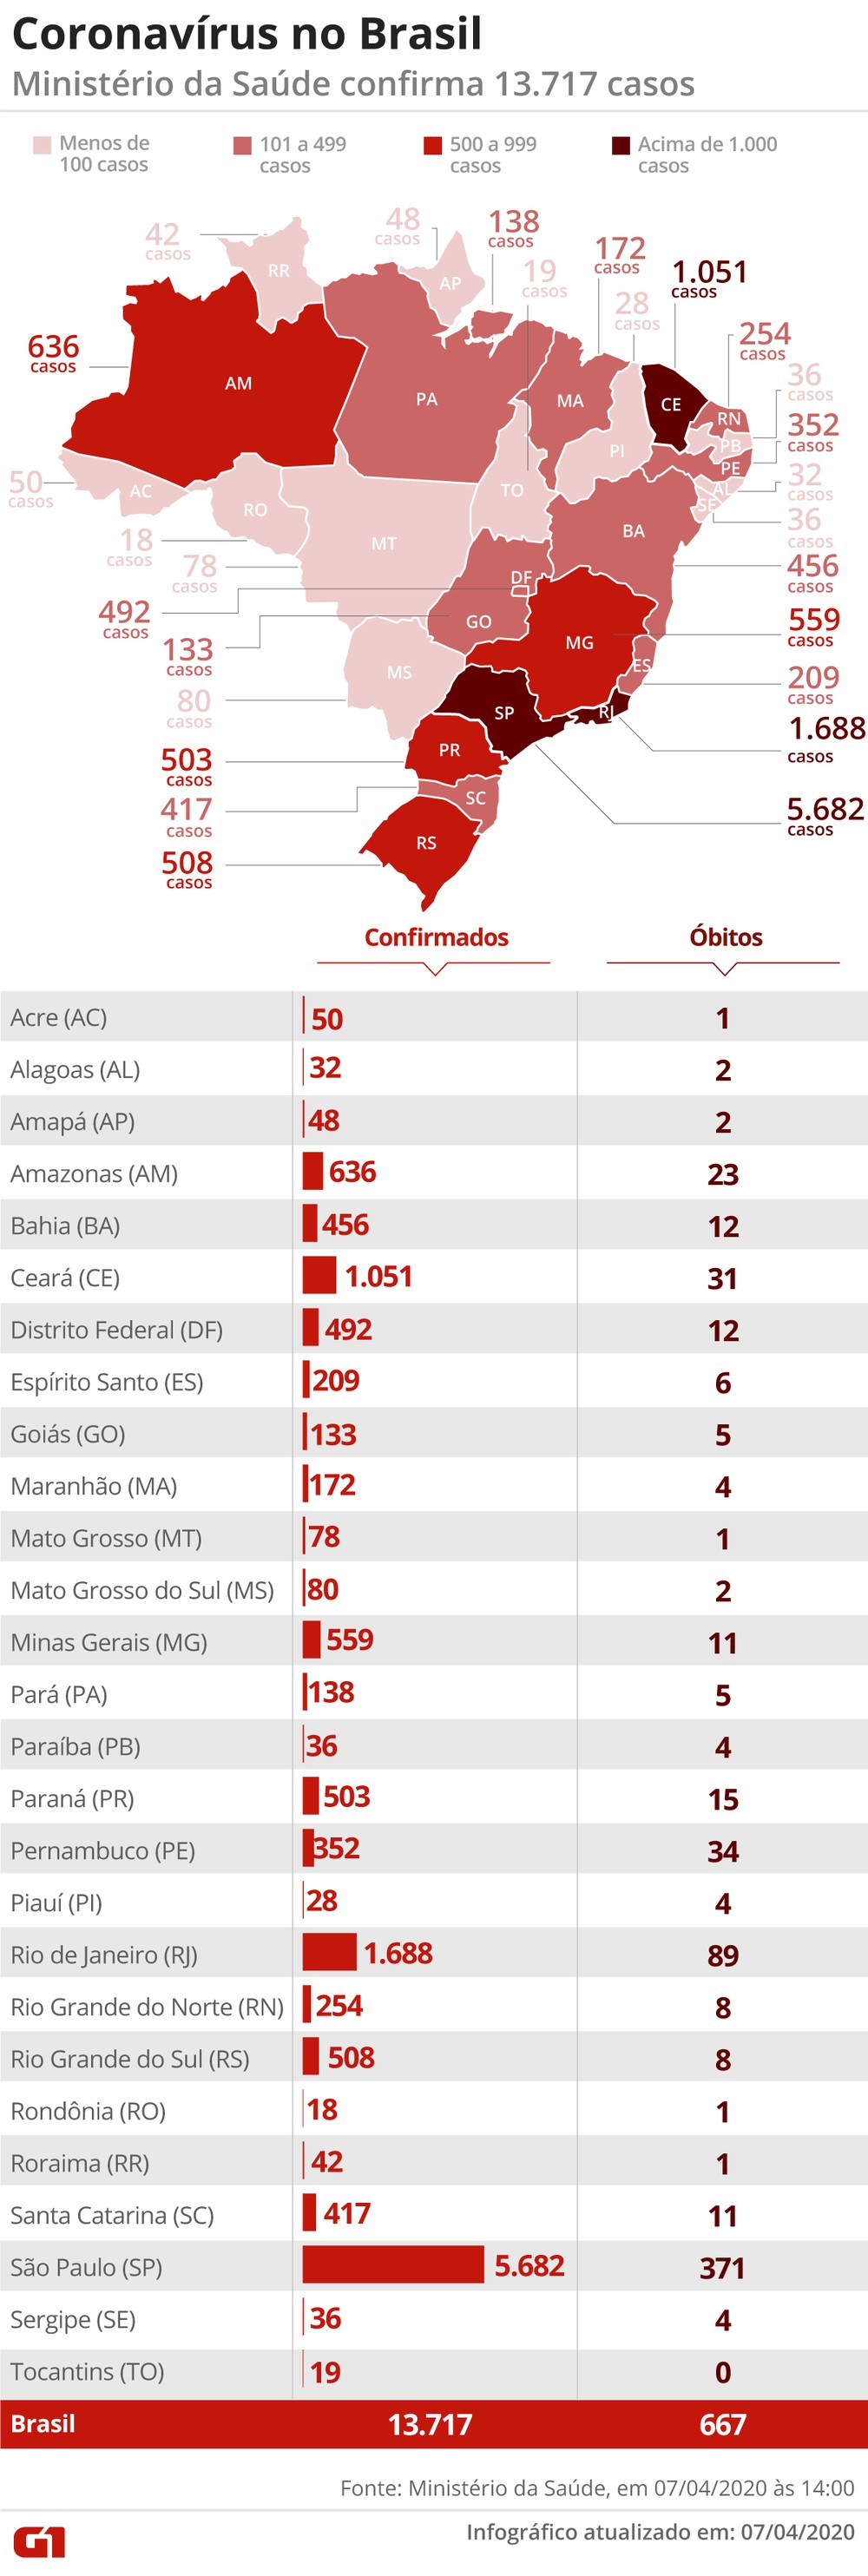 Coronavírus no Brasil
Ministério da Saúde confirma 13.717 casos
Menos de
100 casos
101 a 499
casos
500 a 999
casos
Acima de 1.000
casos
42
casos
48
casos
138
casos
19
casos
172
casos
28
casos
1.051
casos
254
casos
36
casos
352
casos
32
casos
36
casos
456
casos
559
casos
209
casos
1.688
casos
5.682
casos
636
casos
50
casos
18
casos
78
casos
492
casos
133
casos
80
casos
503
casos
417
casos
508
casos
RR
AP
AM
PA
MA
CE
RN
PB
PE
AL
SE
PI
TO
AC
RO
MT
BA
DF
GO
MG
ES
MS
SP
RJ
PR
SC
RS
Confirmados Óbitos
Acre (AC) 50 1
Alagoas (AL) 32 2
Amapá (AP) 48 2
Amazonas (AM) 636 23
Bahia (BA) 456 12
Ceará (CE) 1.051 31
Distrito Federal (DF) 492 12
Espírito Santo (ES) 209 6
Goiás (GO) 133 5
Maranhão (MA) 172 4
Mato Grosso (MT) 78 1
Mato Grosso do Sul (MS) 80 2
Minas Gerais (MG) 559 11
Pará (PA) 138 5
Paraíba (PB) 36 4
Paraná (PR) 503 15
Pernambuco (PE) 352 34
Piauí (PI) 28 4
Rio de Janeiro (RJ) 1.688 89
Rio Grande do Norte (RN) 254 8
Rio Grande do Sul (RS) 508 8
Rondônia (RO) 18 1
Roraima (RR) 42 1
Santa Catarina (SC) 417 11
São Paulo (SP) 5.682 371
Sergipe (SE) 36 4
Tocantins (TO) 19 0
Brasil 13.717 667
Fonte: Ministério da Saúde, em 07/04/2020 às 14:00
G1
Infográfico atualizado em: 07/04/2020